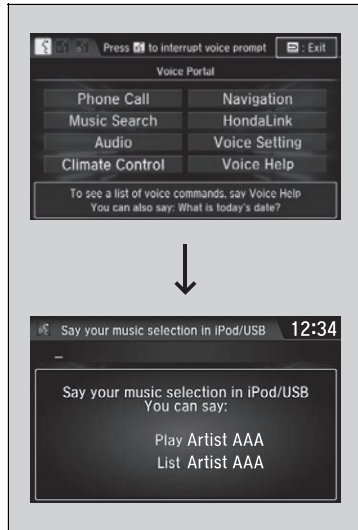 Press to interrupt voice prompt : Exit
Voice Portal
Phone Call Navigation
Music Search HondaLink
Audio Voice Setting
Climate Control Voice Help
To see a list of voice commands, say Voice Help
You can also say: What is today's date?
Say your music selection in iPod/USB 12:34
Say your music selection in iPod/USB
You can say:
Play Artist AAA
List Artist AAA